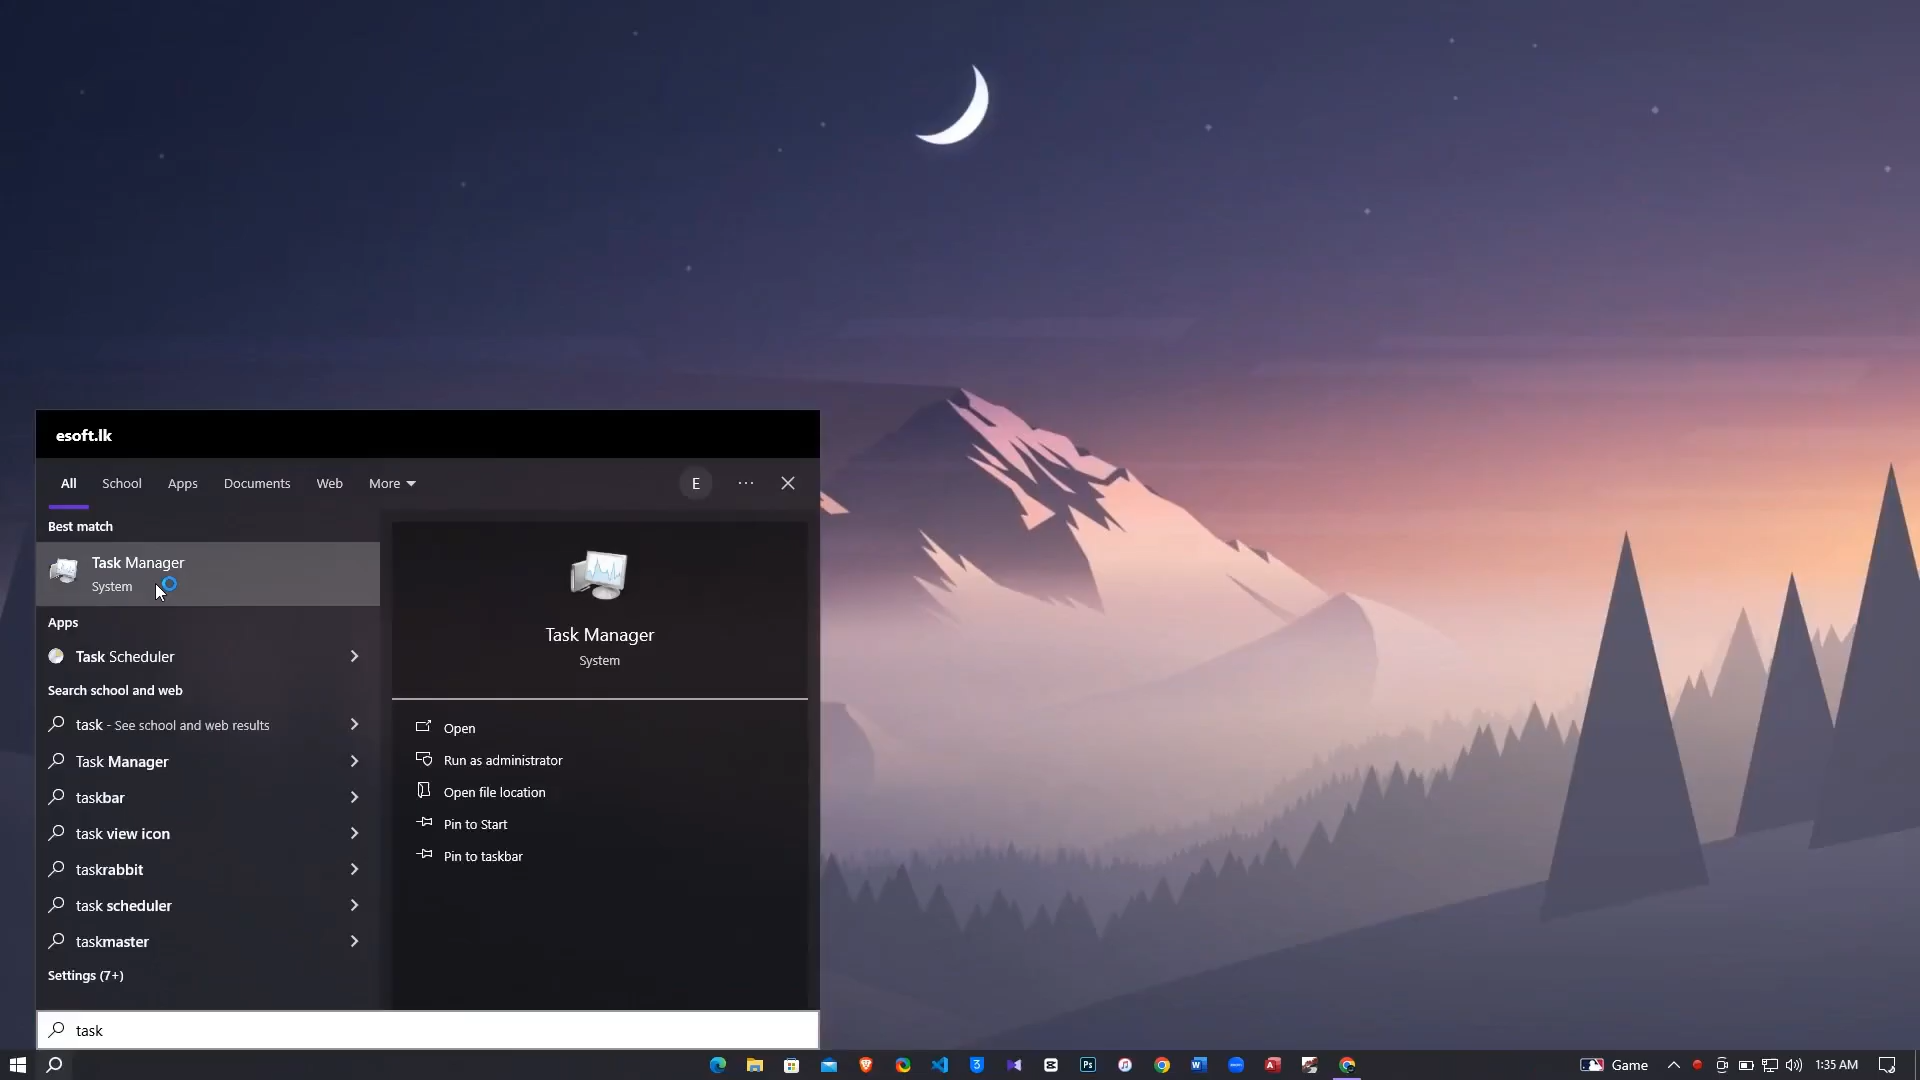 esoft.lk
All School Apps Documents Web More E ...
Best match
Task Manager
System
Apps
Task Scheduler
Search school and web
task - See school and web results
Task Manager
taskbar
task view icon
taskrabbit
task scheduler
taskmaster
Settings (7+)
Task Manager
System
Open
Run as administrator
Open file location
Pin to Start
Pin to taskbar
task
Ps
Game
1:35 AM